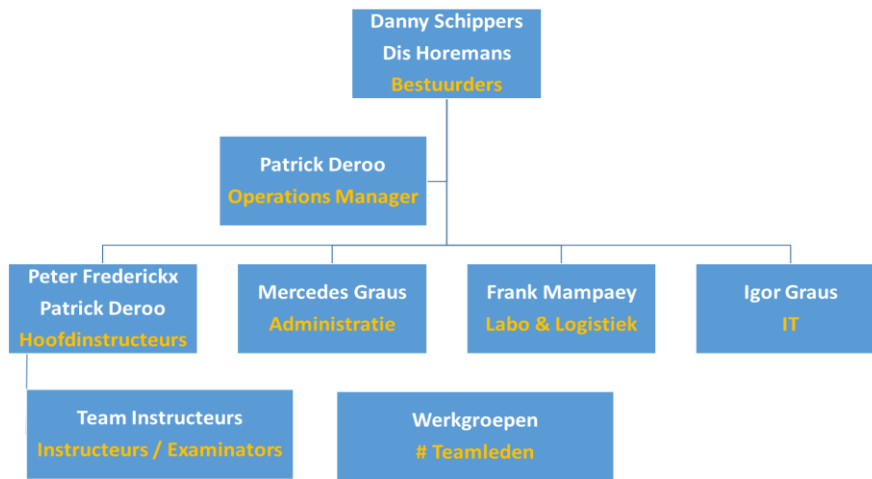 Danny Schippers
Dis Horemans
Bestuurders
Patrick Deroo
Operations Manager
Peter Frederickx
Patrick Deroo
Hoofdinstructeurs
Mercedes Graus
Administratie
Frank Mampaey
Labo & Logistiek
Igor Graus
IT
Team Instructeurs
Instructeurs / Examinators
Werkgroepen
# Teamleden